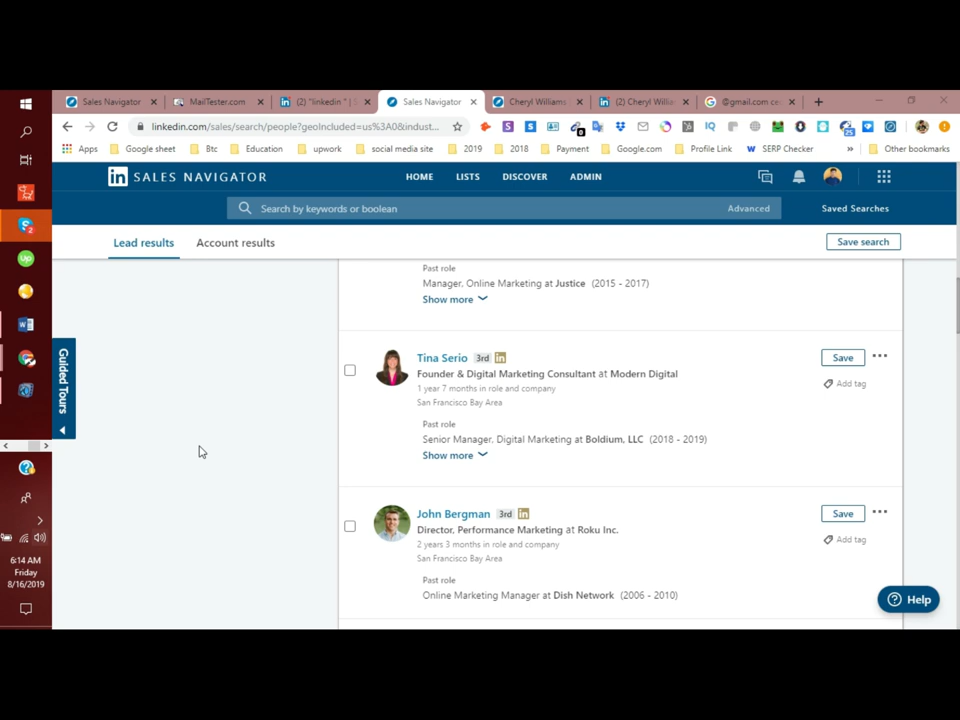 Sales Navigator
MailTester.com
(2) "linkedin " | S
Sales Navigator
Cheryl Williams
(2) Cheryl Willia
@gmail.com ce
linkedin.com/sales/search/people?geoIncluded=us%3A0&indust...
Apps
Google sheet
Btc
Education
upwork
social media site
2019
2018
Payment
Google.com
Profile Link
SERP Checker
Other bookmarks
in SALES NAVIGATOR
HOME
LISTS
DISCOVER
ADMIN
Search by keywords or boolean
Advanced
Saved Searches
Lead results
Account results
Save search
Past role
Manager, Online Marketing at Justice (2015 - 2017)
Show more
Tina Serio 3rd in
Save
Founder & Digital Marketing Consultant at Modern Digital
1 year 7 months in role and company
Add tag
San Francisco Bay Area
Past role
Senior Manager, Digital Marketing at Boldium, LLC (2018 - 2019)
Show more
John Bergman 3rd in
Save
Director, Performance Marketing at Roku Inc.
2 years 3 months in role and company
Add tag
San Francisco Bay Area
Past role
Online Marketing Manager at Dish Network (2006 - 2010)
Help
Guided Tours
6:14 AM
Friday
8/16/2019